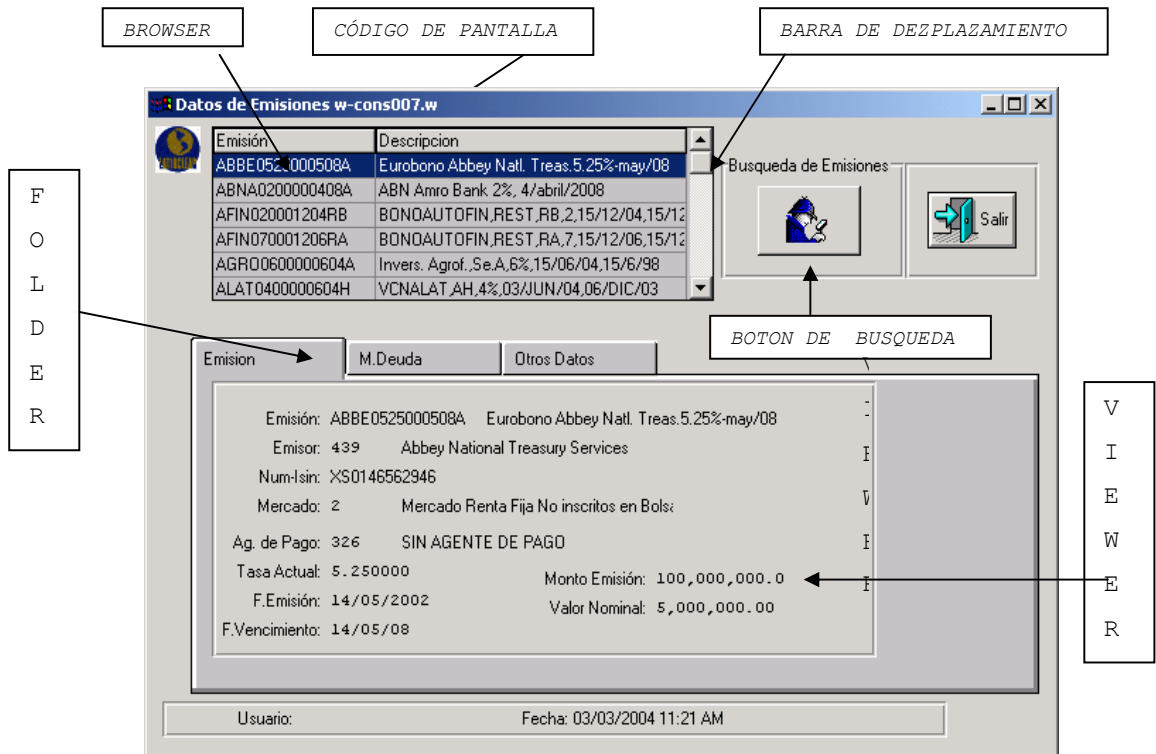 BROWSER
CÓDIGO DE PANTALLA
BARRA DE DEZPLAZAMIENTO
Datos de Emisiones w-cons007.w
Emisión Descripcion
ABBE0525000508A Eurobono Abbey Natl. Treas.5.25%-may/08
ABNA0200000408A ABN Amro Bank 2%, 4/abril/2008
AFIN020001204RB BONOAUTOFIN,REST,RB,2,15/12/04,15/12
AFIN070001206RA BONOAUTOFIN,REST,RA,7,15/12/06,15/12
AGRO0600000604A Invers. Agrof.,Se.A,6%,15/06/04,15/6/98
ALAT0400000604H VCNALAT,AH,4%,03/JUN/04,06/DIC/03
Busqueda de Emisiones
Salir
BOTON DE BUSQUEDA
F
O
L
D
E
R
Emision M.Deuda Otros Datos
Emisión: ABBE0525000508A Eurobono Abbey Natl. Treas.5.25%-may/08
Emisor: 439 Abbey National Treasury Services
Num-Isin: XS0146562946
Mercado: 2 Mercado Renta Fija No inscritos en Bolsa
Ag. de Pago: 326 SIN AGENTE DE PAGO
Tasa Actual: 5.250000
Monto Emisión: 100,000,000.0
F.Emisión: 14/05/2002
Valor Nominal: 5,000,000.00
F.Vencimiento: 14/05/08
V
I
E
W
E
R
Usuario: Fecha: 03/03/2004 11:21 AM